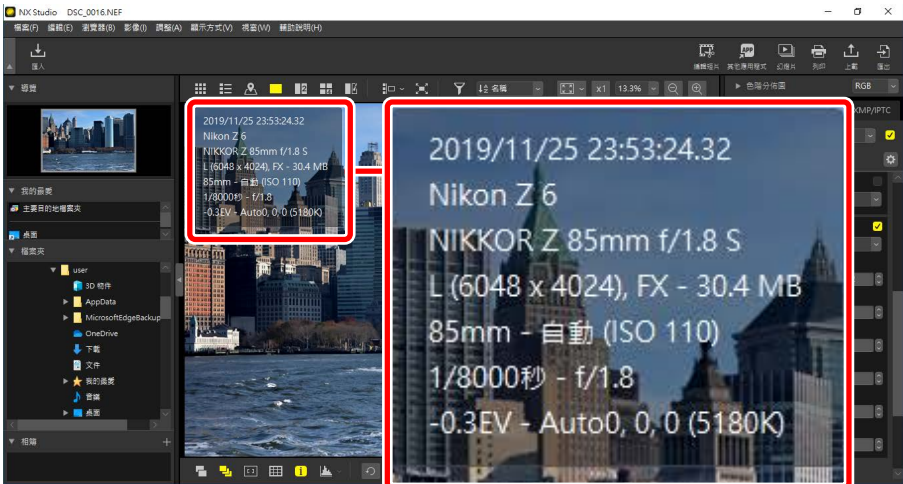 NX Studio DSC_0016.NEF
檔案(F) 編輯(E) 瀏覽器(B) 影像(I) 調整(A) 顯示方式(V) 視窗(W) 輔助說明(H)
匯入
編輯短片 其它應用程式 幻燈片 列印 上載 匯出
導覽
名稱
x1 13.3%
色階分佈圖 RGB
XMP/IPTC
2019/11/25 23:53:24.32
Nikon Z 6
NIKKOR Z 85mm f/1.8 S
L (6048 x 4024), FX - 30.4 MB
85mm - 自動 (ISO 110)
1/8000秒 - f/1.8
-0.3EV - Auto0, 0, 0 (5180K)
2019/11/25 23:53:24.32
Nikon Z 6
NIKKOR Z 85mm f/1.8 S
L (6048 x 4024), FX - 30.4 MB
85mm - 自動 (ISO 110)
1/8000秒 - f/1.8
-0.3EV - Auto0, 0, 0 (5180K)
我的最愛
主要目的地檔案夾
桌面
檔案夾
user
3D 物件
AppData
MicrosoftEdgeBackup
OneDrive
下載
文件
我的最愛
音樂
桌面
相簿